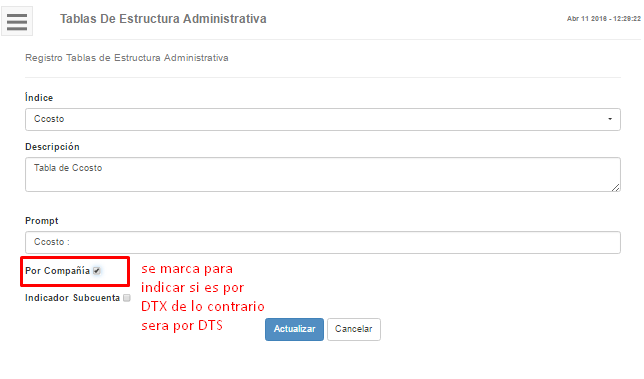 Tablas De Estructura Administrativa
Abr 11 2016 - 12:29:22
Registro Tablas de Estructura Administrativa
Índice
Ccosto
Descripción
Tabla de Ccosto
Prompt
Ccosto :
Por Compañía
se marca para
indicar si es por
DTX de lo contrario
sera por DTS
Indicador Subcuenta
Actualizar
Cancelar